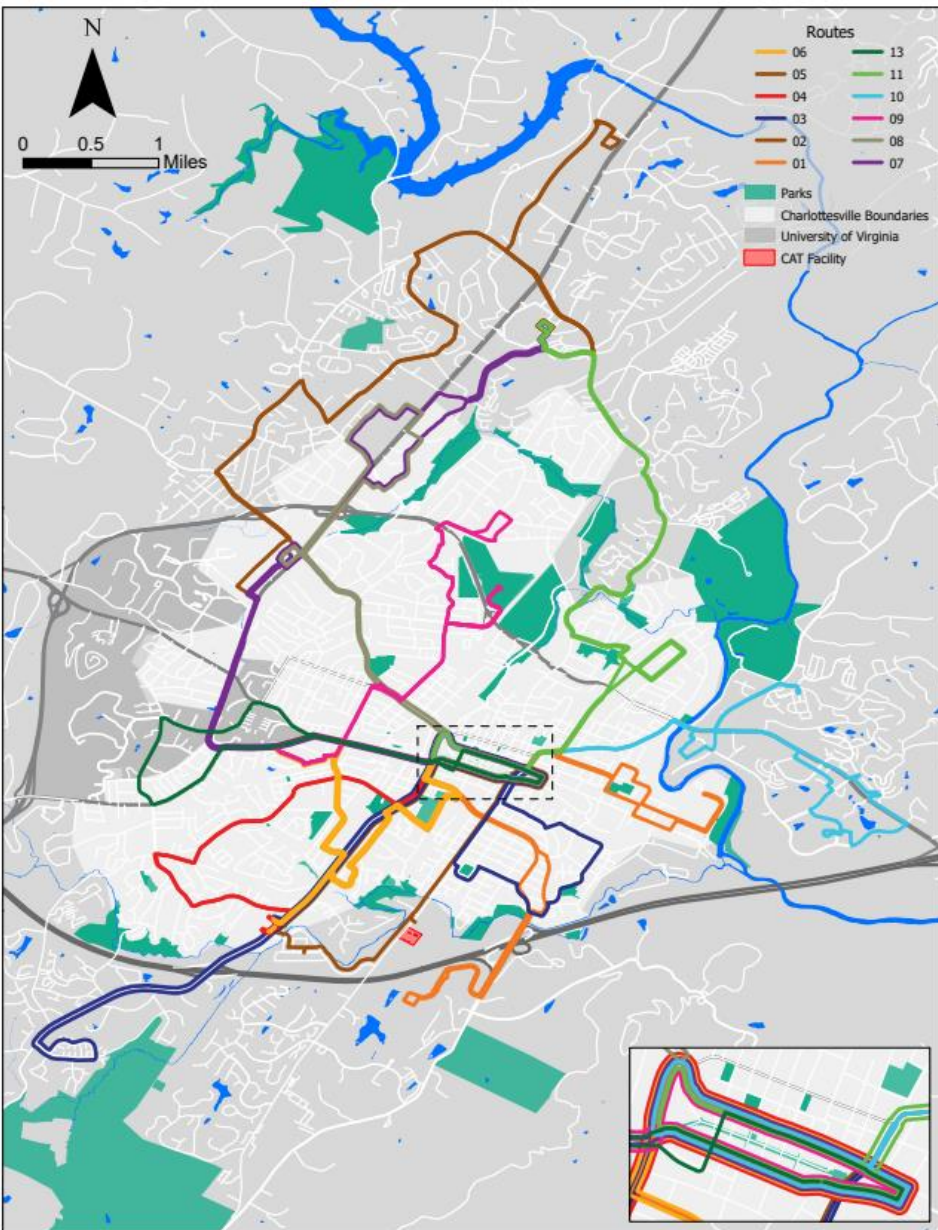 N
0 0.5 1
Miles
Routes
06 13
05 11
04 10
03 09
02 08
01 07
Parks
Charlottesville Boundaries
University of Virginia
CAT Facility